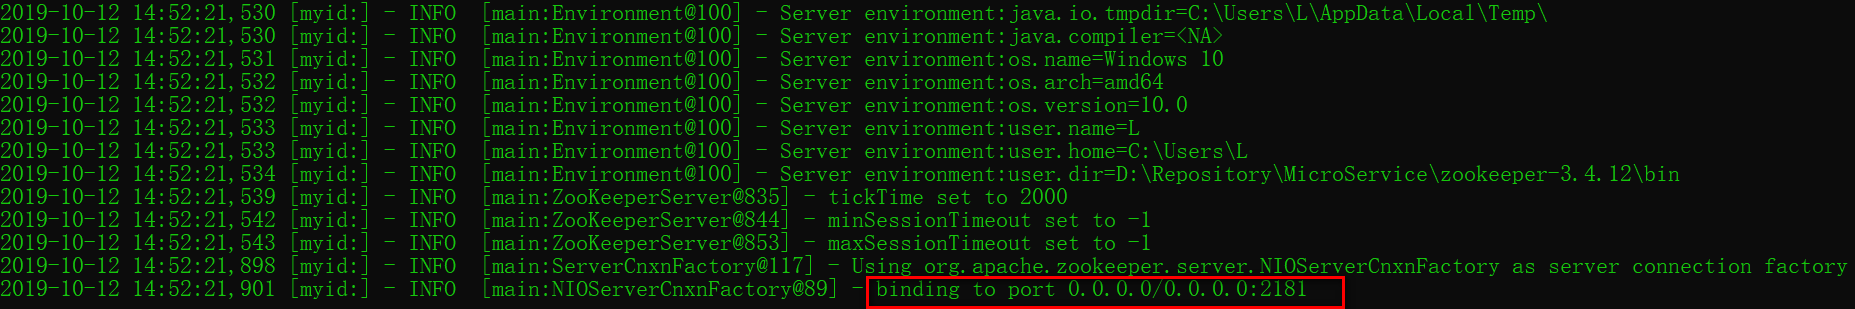 2019-10-12 14:52:21,530 [myid:] - INFO  [main:Environment@100] - Server environment:java.io.tmpdir=C:\Users\L\AppData\Local\Temp\
2019-10-12 14:52:21,530 [myid:] - INFO  [main:Environment@100] - Server environment:java.compiler=<NA>
2019-10-12 14:52:21,531 [myid:] - INFO  [main:Environment@100] - Server environment:os.name=Windows 10
2019-10-12 14:52:21,532 [myid:] - INFO  [main:Environment@100] - Server environment:os.arch=amd64
2019-10-12 14:52:21,532 [myid:] - INFO  [main:Environment@100] - Server environment:os.version=10.0
2019-10-12 14:52:21,533 [myid:] - INFO  [main:Environment@100] - Server environment:user.name=L
2019-10-12 14:52:21,533 [myid:] - INFO  [main:Environment@100] - Server environment:user.home=C:\Users\L
2019-10-12 14:52:21,534 [myid:] - INFO  [main:Environment@100] - Server environment:user.dir=D:\Repository\MicroService\zookeeper-3.4.12\bin
2019-10-12 14:52:21,539 [myid:] - INFO  [main:ZooKeeperServer@835] - tickTime set to 2000
2019-10-12 14:52:21,542 [myid:] - INFO  [main:ZooKeeperServer@844] - minSessionTimeout set to -1
2019-10-12 14:52:21,543 [myid:] - INFO  [main:ZooKeeperServer@853] - maxSessionTimeout set to -1
2019-10-12 14:52:21,898 [myid:] - INFO  [main:ServerCnxnFactory@117] - Using org.apache.zookeeper.server.NIOServerCnxnFactory as server connection factory
2019-10-12 14:52:21,901 [myid:] - INFO  [main:NIOServerCnxnFactory@89] - binding to port 0.0.0.0/0.0.0.0:2181